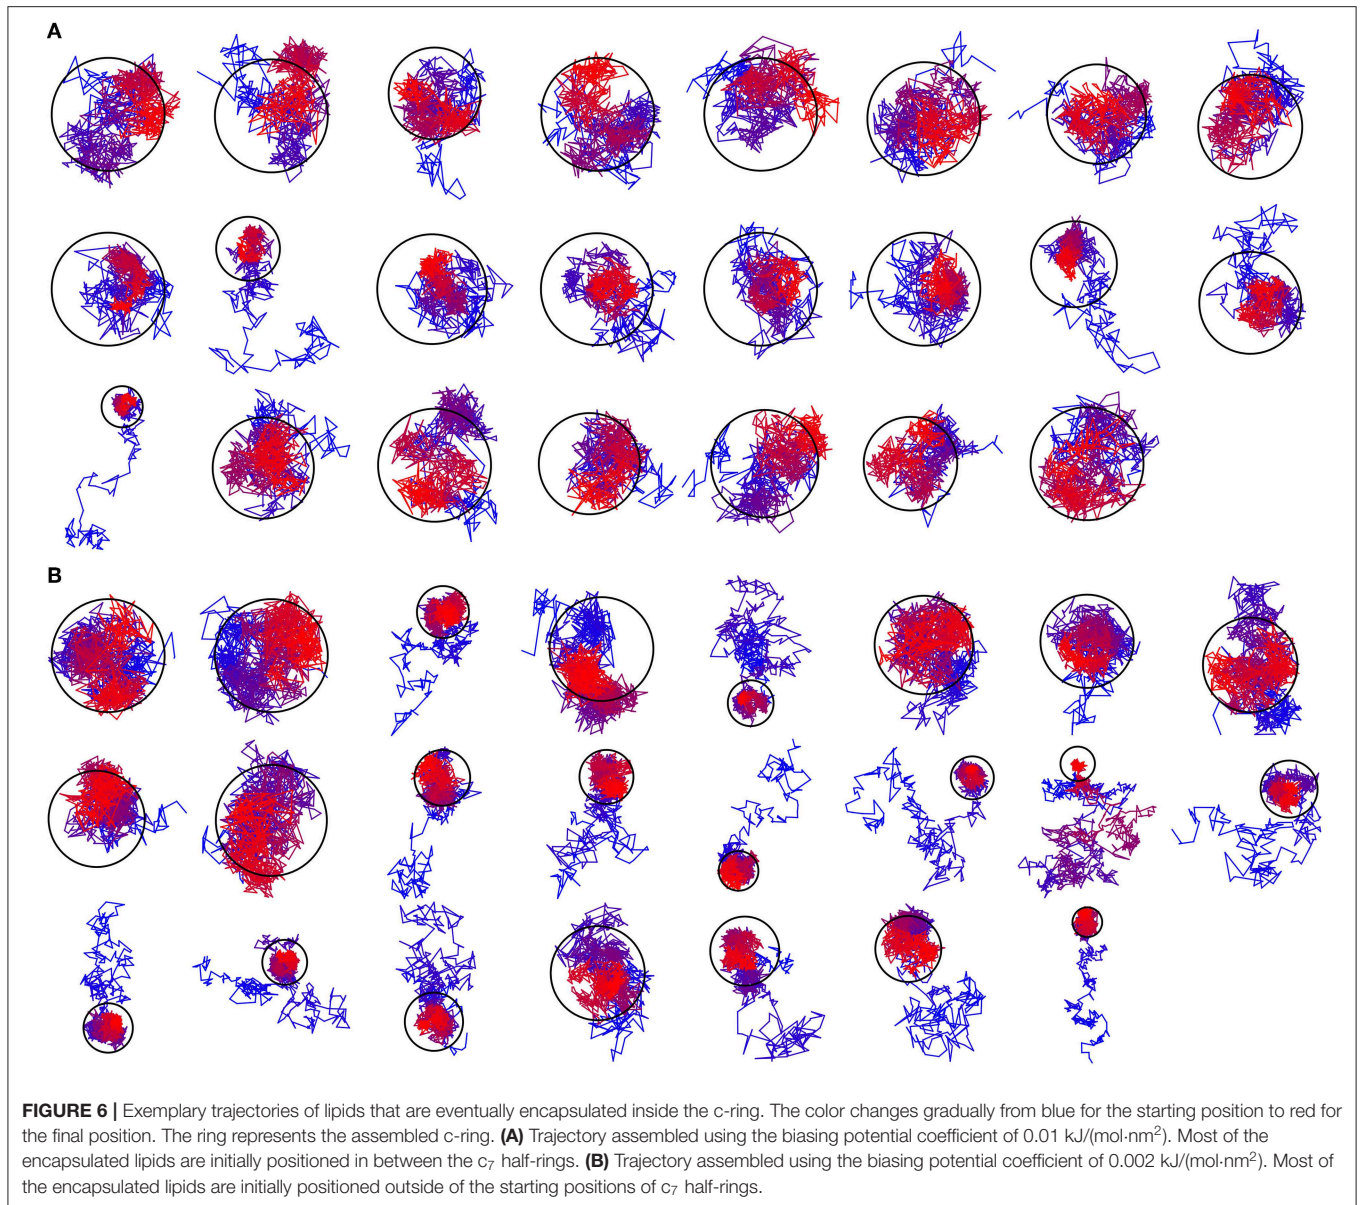 A
B
FIGURE 6 | Exemplary trajectories of lipids that are eventually encapsulated inside the c-ring. The color changes gradually from blue for the starting position to red for
the final position. The ring represents the assembled c-ring. (A) Trajectory assembled using the biasing potential coefficient of 0.01 kJ/(mol·nm²). Most of the
encapsulated lipids are initially positioned in between the c₇ half-rings. (B) Trajectory assembled using the biasing potential coefficient of 0.002 kJ/(mol·nm²). Most of
the encapsulated lipids are initially positioned outside of the starting positions of c₇ half-rings.